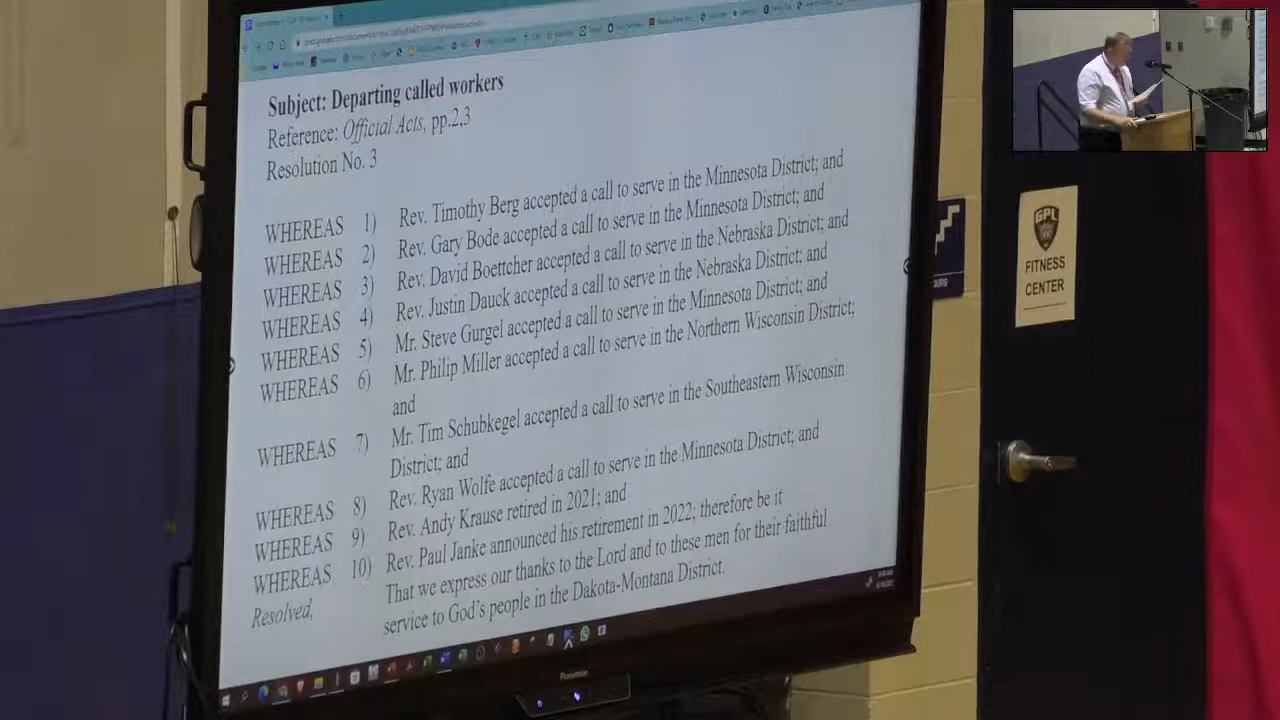 Subject: Departing called workers
Reference: Official Acts, pp.2,3
Resolution No. 3
WHEREAS 1) Rev. Timothy Berg accepted a call to serve in the Minnesota District; and
WHEREAS 2) Rev. Gary Bode accepted a call to serve in the Minnesota District; and
WHEREAS 3) Rev. David Boettcher accepted a call to serve in the Nebraska District; and
WHEREAS 4) Rev. Justin Dauck accepted a call to serve in the Nebraska District; and
WHEREAS 5) Mr. Steve Gurgel accepted a call to serve in the Minnesota District; and
WHEREAS 6) Mr. Philip Miller accepted a call to serve in the Northern Wisconsin District;
and
WHEREAS 7) Mr. Tim Schubkegel accepted a call to serve in the Southeastern Wisconsin
District; and
WHEREAS 8) Rev. Ryan Wolfe accepted a call to serve in the Minnesota District; and
WHEREAS 9) Rev. Andy Krause retired in 2021; and
WHEREAS 10) Rev. Paul Janke announced his retirement in 2022; therefore be it
Resolved, That we express our thanks to the Lord and to these men for their faithful
service to God's people in the Dakota-Montana District.
GPL
FITNESS
CENTER